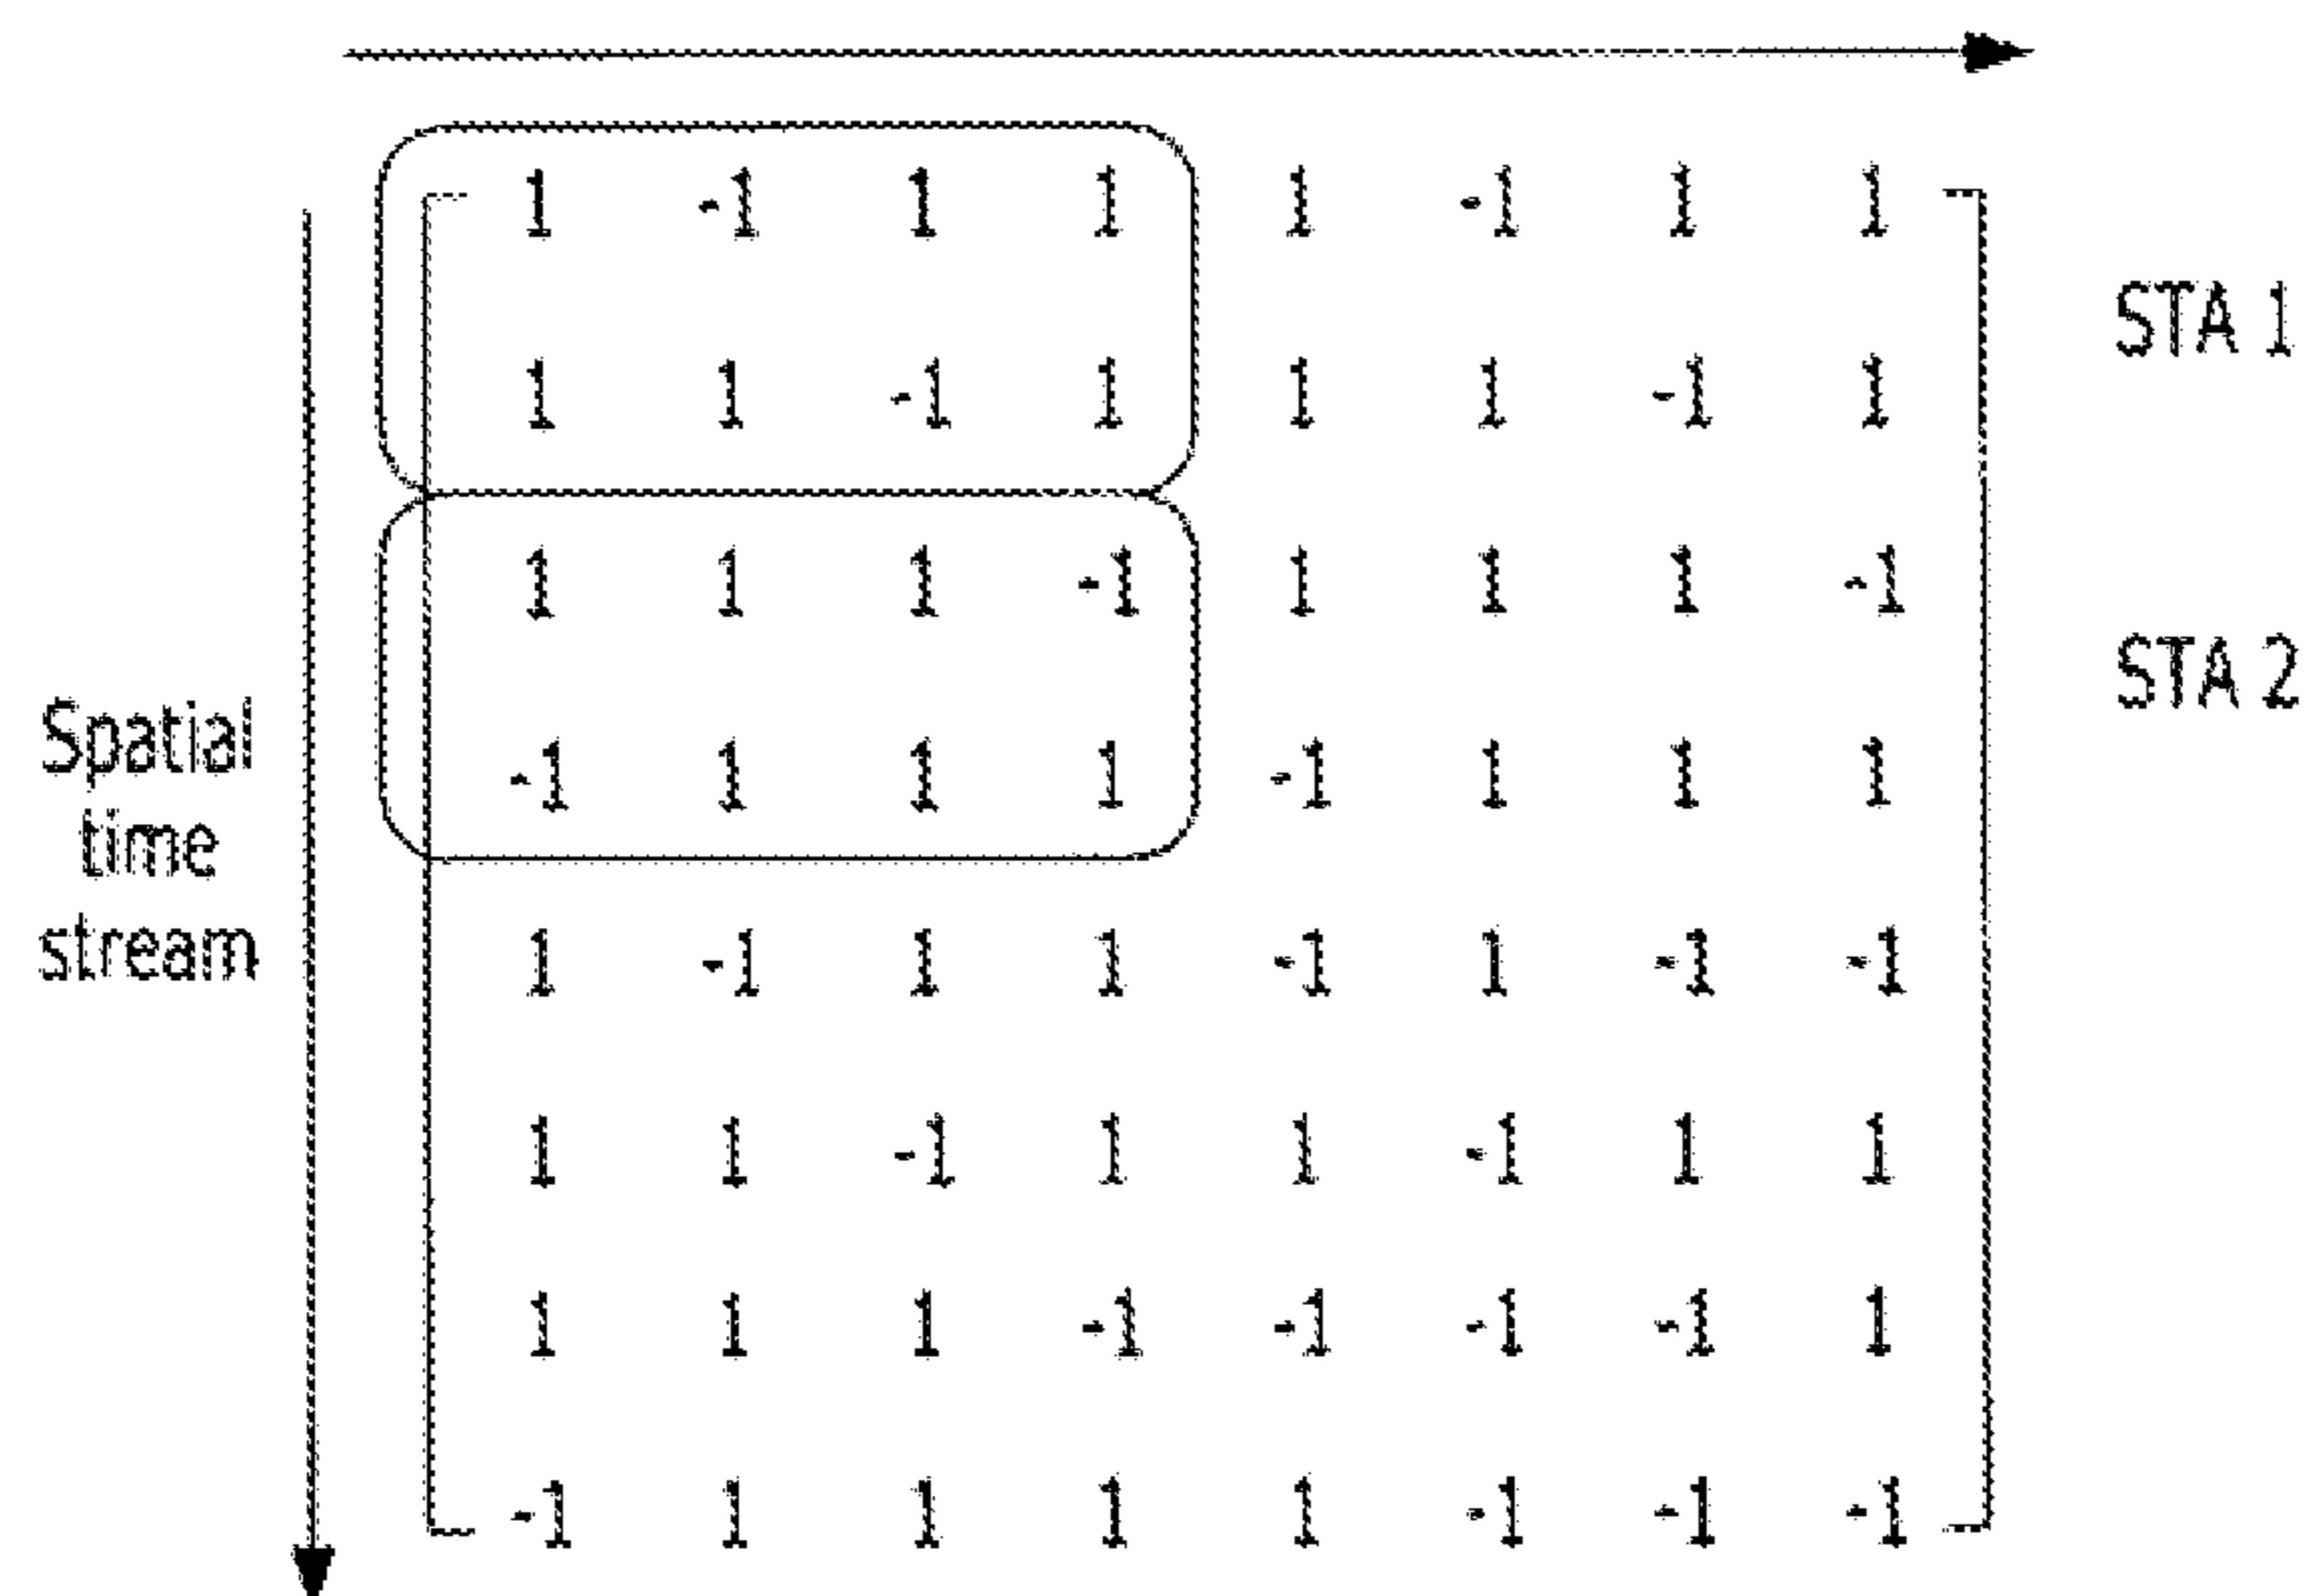 1 -1 1 1 1 -1 1 1
STA 1
1 1 -1 1 1 1 -1 1
1 1 1 -1 1 1 1 -1
STA 2
-1 1 1 1 -1 1 1 1
Spatial
time
stream
1 -1 1 1 -1 1 -1 -1
1 1 -1 1 1 -1 1 1
1 1 1 -1 -1 -1 -1 1
-1 1 1 1 1 -1 -1 -1